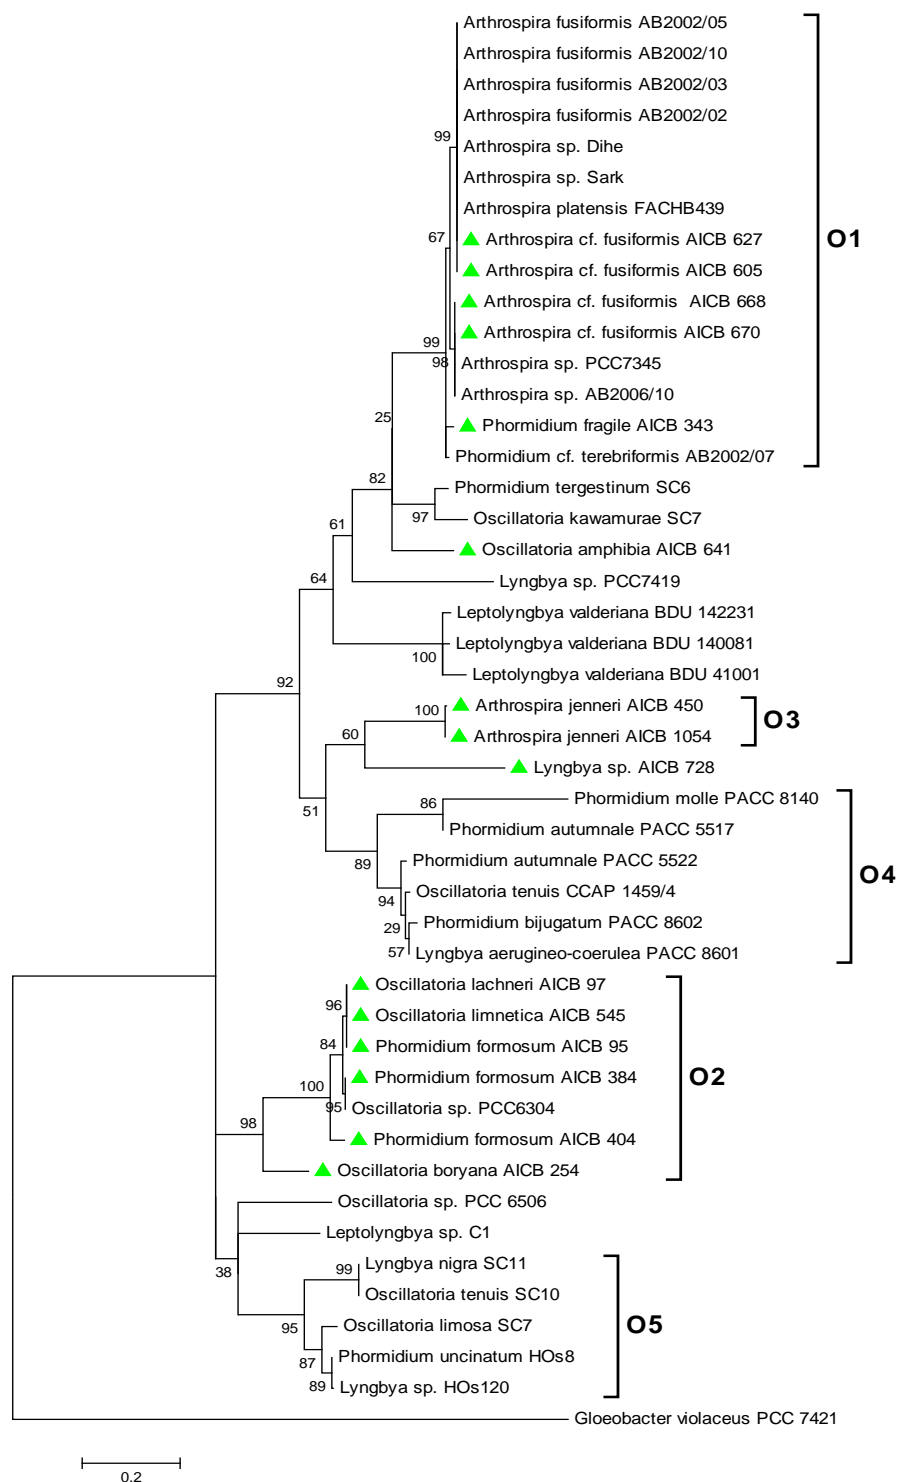 Arthrospira fusiformis AB2002/05
Arthrospira fusiformis AB2002/10
Arthrospira fusiformis AB2002/03
Arthrospira fusiformis AB2002/02
99
Arthrospira sp. Dihe
Arthrospira sp. Sark
Arthrospira platensis FACHB439
67
Arthrospira cf. fusiformis AICB 627
O1
Arthrospira cf. fusiformis AICB 605
Arthrospira cf. fusiformis AICB 668
Arthrospira cf. fusiformis AICB 670
99
98
Arthrospira sp. PCC7345
Arthrospira sp. AB2006/10
25
Phormidium fragile AICB 343
Phormidium cf. terebriformis AB2002/07
82
Phormidium tergestinum SC6
97
Oscillatoria kawamurae SC7
61
Oscillatoria amphibia AICB 641
64
Lyngbya sp. PCC7419
Leptolyngbya valderiana BDU 142231
Leptolyngbya valderiana BDU 140081
100
Leptolyngbya valderiana BDU 41001
92
100
Arthrospira jenneri AICB 450
O3
60
Arthrospira jenneri AICB 1054
Lyngbya sp. AICB 728
51
86
Phormidium molle PACC 8140
Phormidium autumnale PACC 5517
89
Phormidium autumnale PACC 5522
O4
94
Oscillatoria tenuis CCAP 1459/4
29
Phormidium bijugatum PACC 8602
57
Lyngbya aerugineo-coerulea PACC 8601
Oscillatoria lachneri AICB 97
96
Oscillatoria limnetica AICB 545
84
Phormidium formosum AICB 95
100
Phormidium formosum AICB 384
O2
95
Oscillatoria sp. PCC6304
98
Phormidium formosum AICB 404
Oscillatoria boryana AICB 254
Oscillatoria sp. PCC 6506
Leptolyngbya sp. C1
38
99
Lyngbya nigra SC11
Oscillatoria tenuis SC10
95
Oscillatoria limosa SC7
O5
87
Phormidium uncinatum HOs8
89
Lyngbya sp. HOs120
Gloeobacter violaceus PCC 7421
0.2